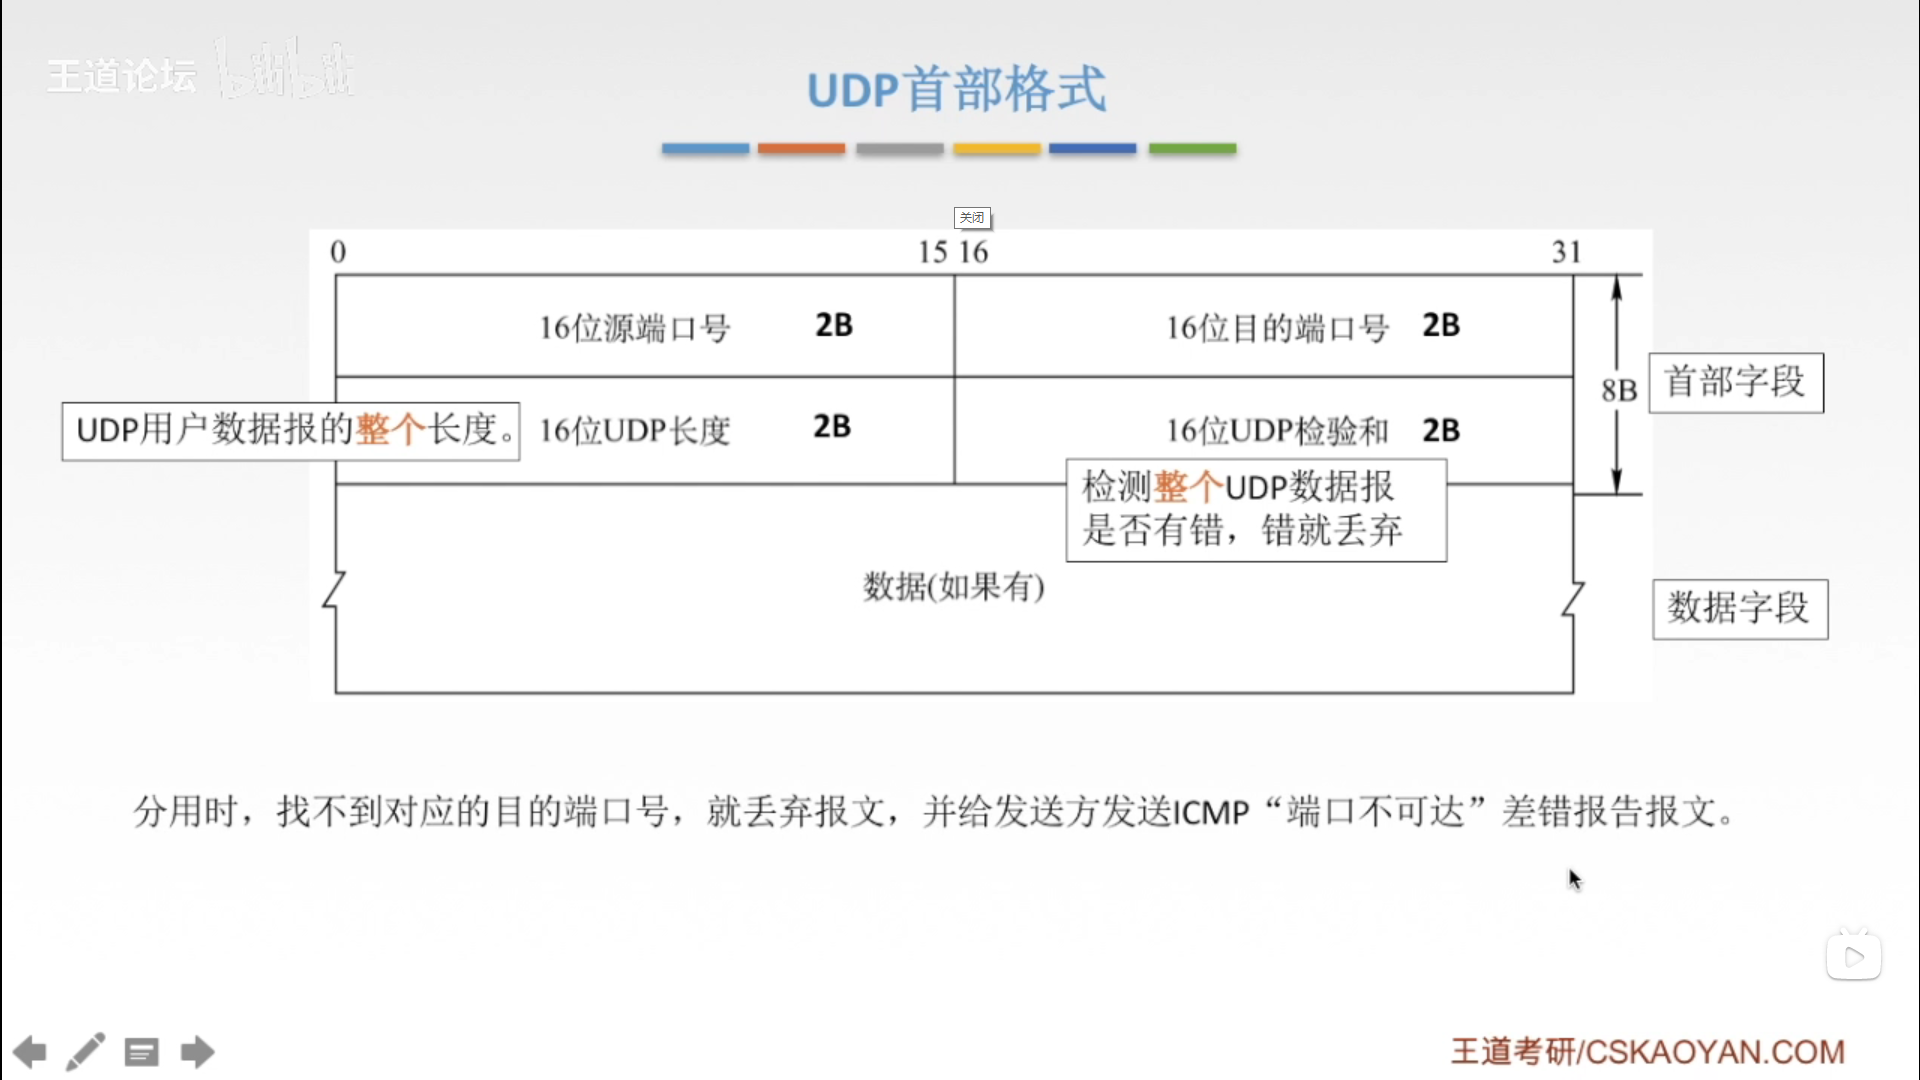 王道论坛 bilibili
UDP首部格式
关闭
0 15 16 31
16位源端口号 2B 16位目的端口号 2B
首部字段
8B
UDP用户数据报的整个长度。 16位UDP长度 2B 16位UDP检验和 2B
检测整个UDP数据报
是否有错，错就丢弃
数据(如果有)
数据字段
分用时，找不到对应的目的端口号，就丢弃报文，并给发送方发送ICMP“端口不可达”差错报告报文。
王道考研/CSKAOYAN.COM